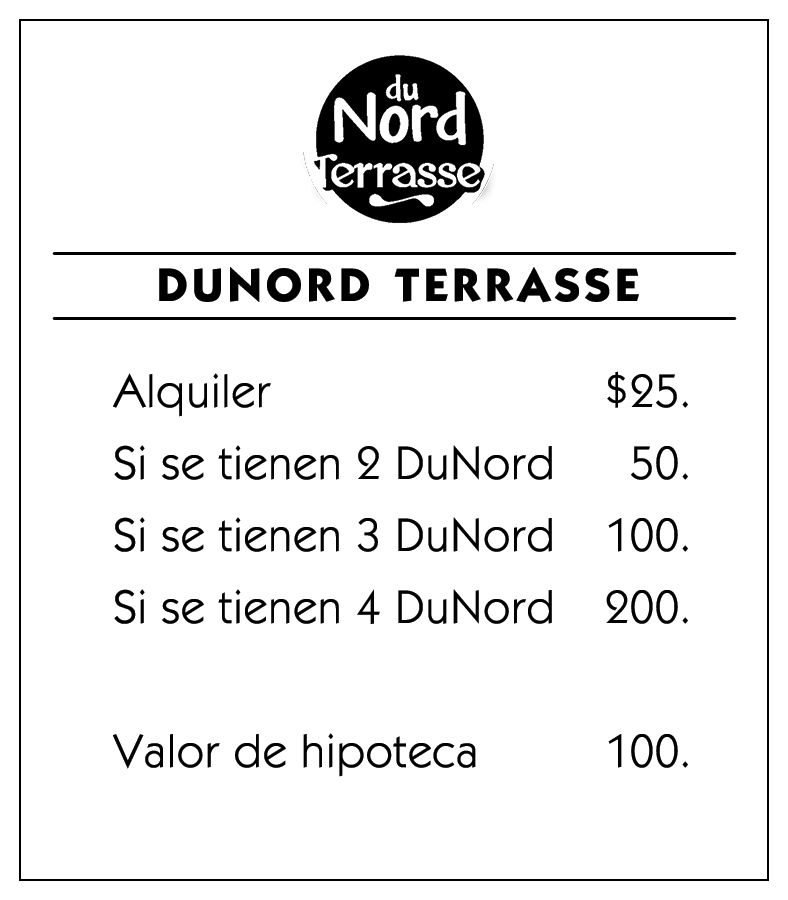 du
Nord
Terrasse
DUNORD TERRASSE
Alquiler $25.
Si se tienen 2 DuNord 50.
Si se tienen 3 DuNord 100.
Si se tienen 4 DuNord 200.
Valor de hipoteca 100.